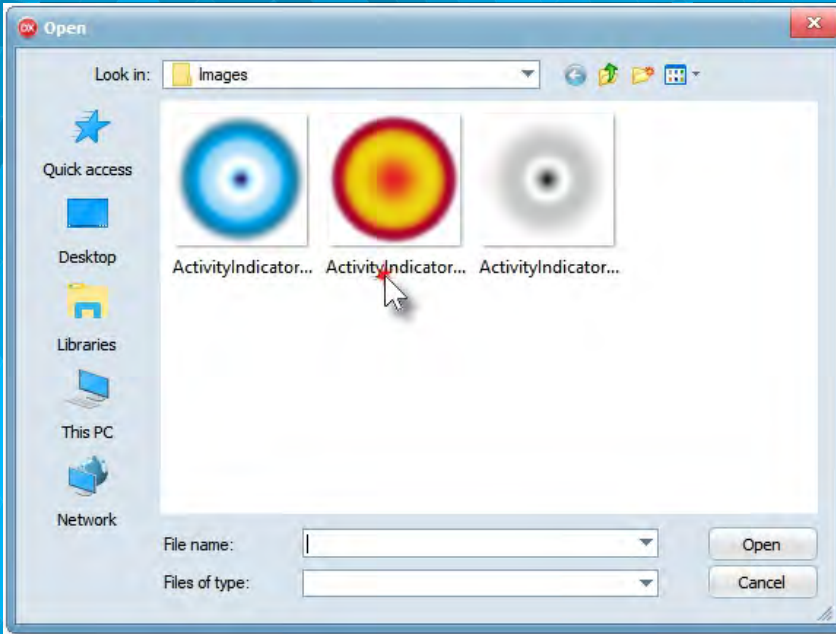 DX Open
Look in: Images
Quick access
Desktop
Libraries
This PC
Network
ActivityIndicator... ActivityIndicator... ActivityIndicator...
File name:
Open
Files of type:
Cancel